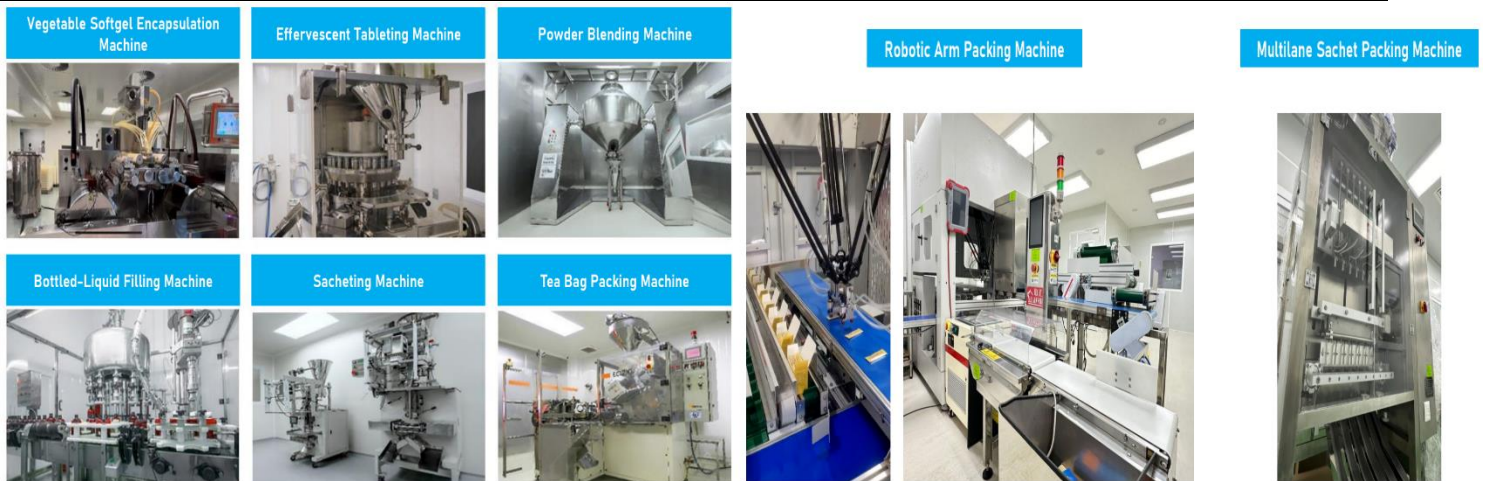 Vegetable Softgel Encapsulation
Machine
Effervescent Tableting Machine
Powder Blending Machine
Robotic Arm Packing Machine
Multilane Sachet Packing Machine
Bottled-Liquid Filling Machine
Sacheting Machine
Tea Bag Packing Machine